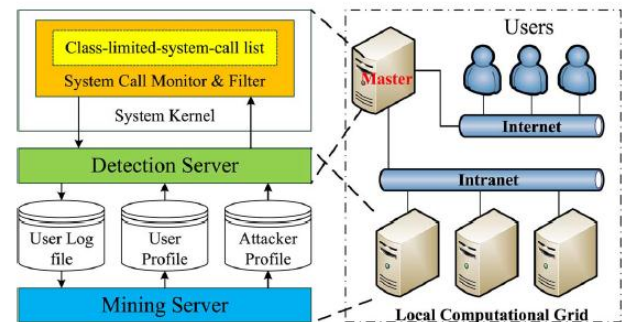 Class-limited-system-call list
System Call Monitor & Filter
System Kernel
Detection Server
User Log
file
User
Profile
Attacker
Profile
Mining Server
Users
Master
Internet
Intranet
Local Computational Grid